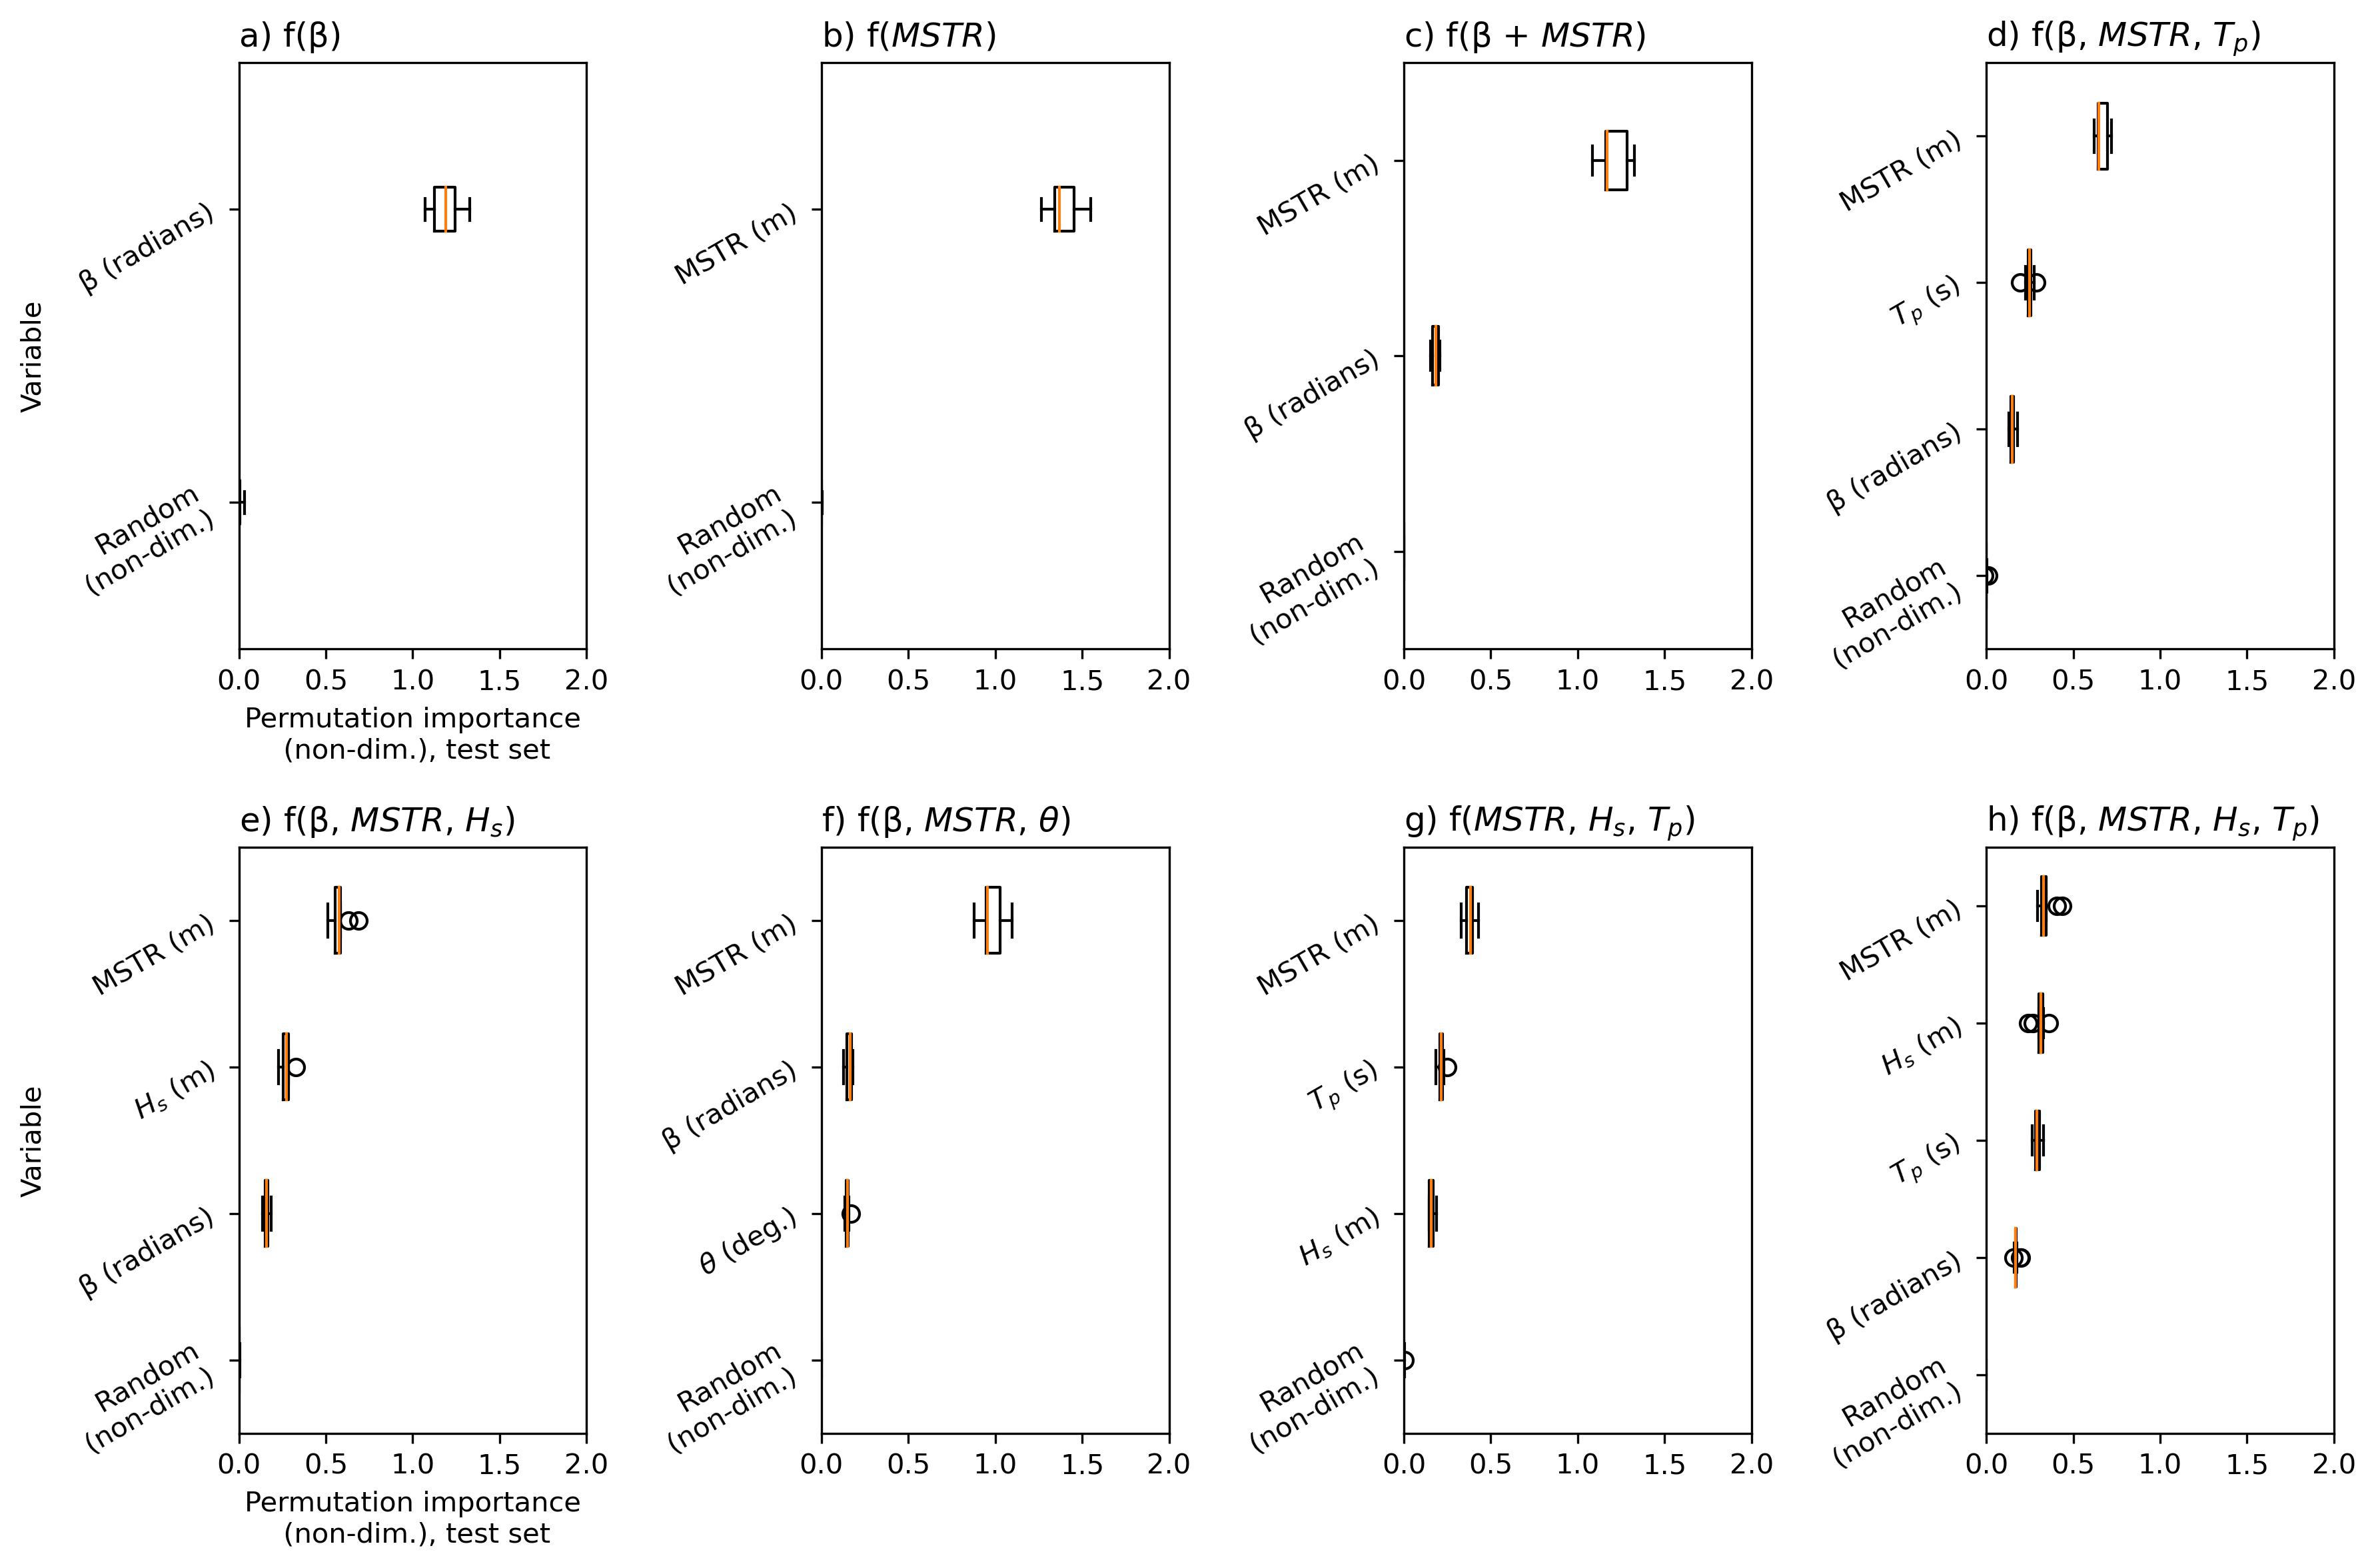 a) f(β)
Variable
β (radians)
Random
(non-dim.)
0.0 0.5 1.0 1.5 2.0
Permutation importance
(non-dim.), test set
b) f(MSTR)
MSTR (m)
Random
(non-dim.)
0.0 0.5 1.0 1.5 2.0
c) f(β + MSTR)
MSTR (m)
β (radians)
Random
(non-dim.)
0.0 0.5 1.0 1.5 2.0
d) f(β, MSTR, Tp)
MSTR (m)
Tp (s)
β (radians)
Random
(non-dim.)
0.0 0.5 1.0 1.5 2.0
e) f(β, MSTR, Hs)
Variable
MSTR (m)
Hs (m)
β (radians)
Random
(non-dim.)
0.0 0.5 1.0 1.5 2.0
Permutation importance
(non-dim.), test set
f) f(β, MSTR, θ)
MSTR (m)
β (radians)
θ (deg.)
Random
(non-dim.)
0.0 0.5 1.0 1.5 2.0
g) f(MSTR, Hs, Tp)
MSTR (m)
Tp (s)
Hs (m)
Random
(non-dim.)
0.0 0.5 1.0 1.5 2.0
h) f(β, MSTR, Hs, Tp)
MSTR (m)
Hs (m)
Tp (s)
β (radians)
Random
(non-dim.)
0.0 0.5 1.0 1.5 2.0